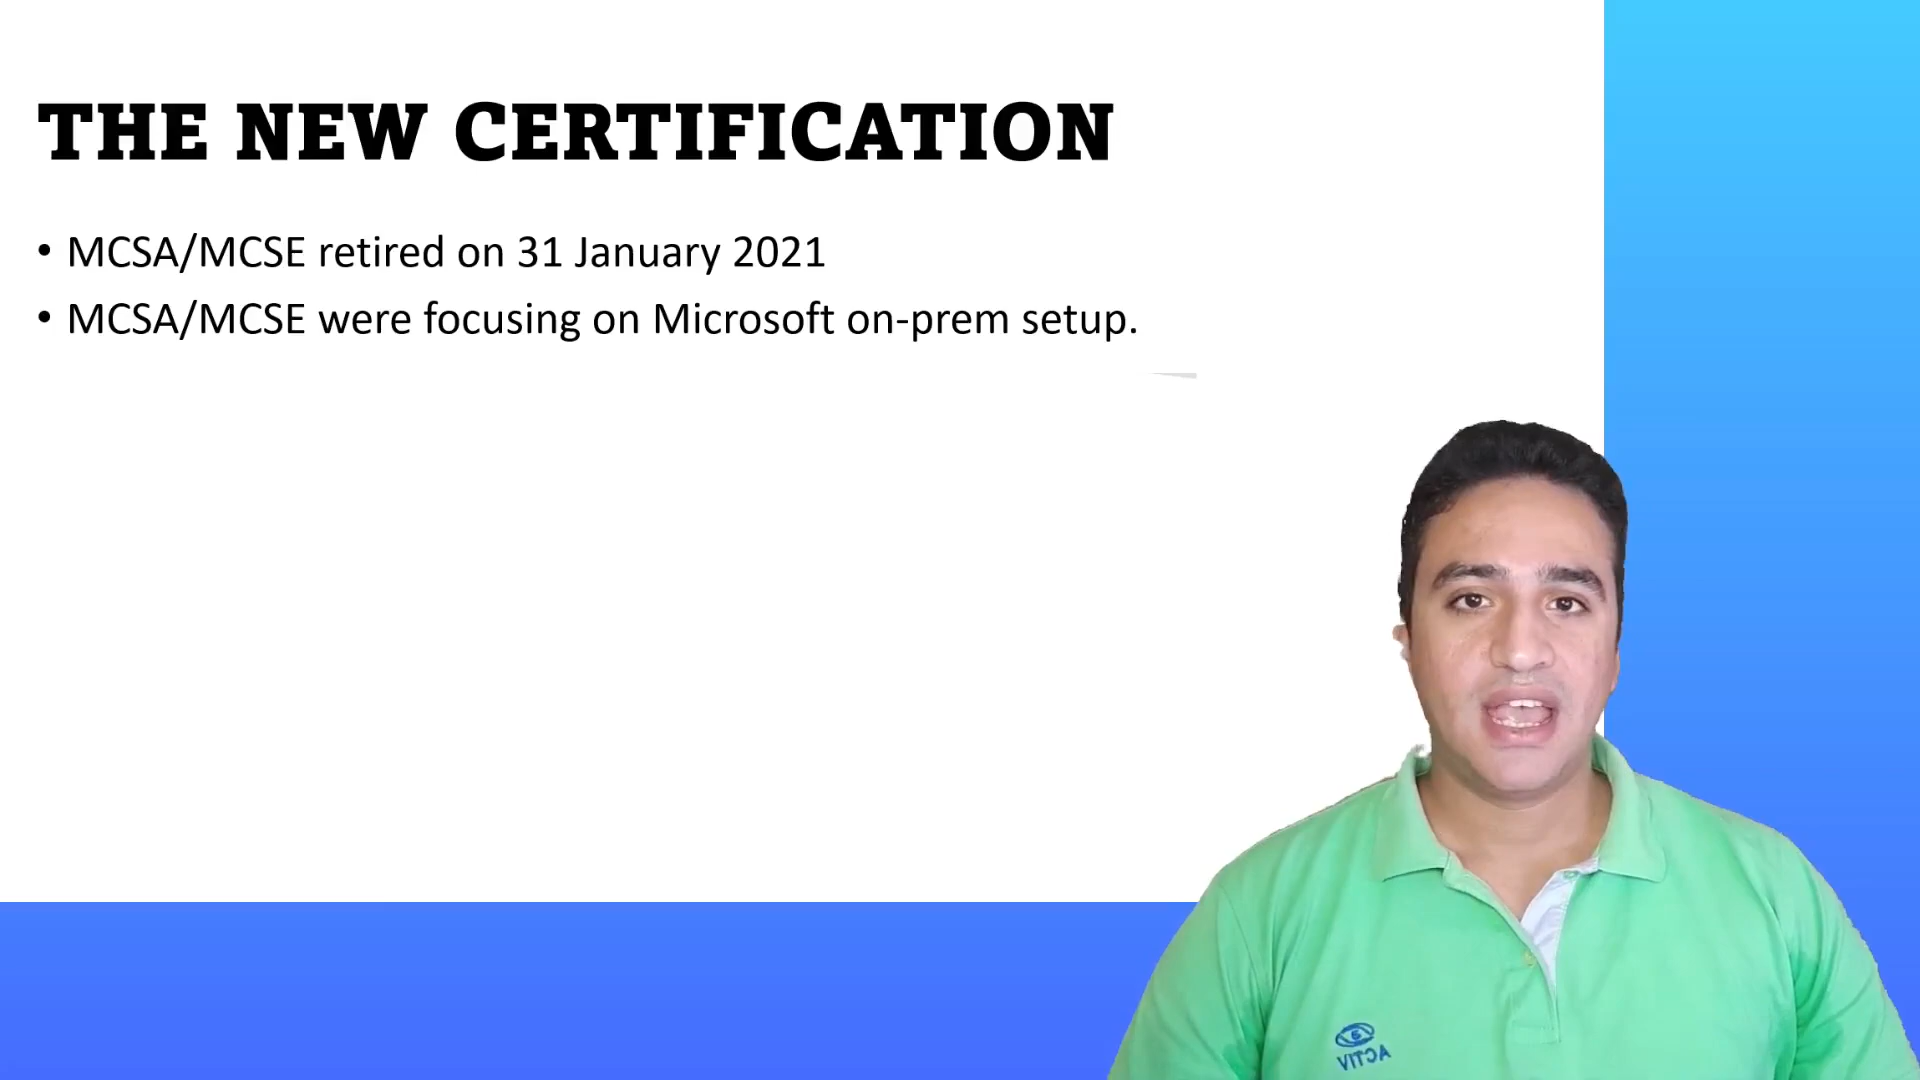 THE NEW CERTIFICATION
• MCSA/MCSE retired on 31 January 2021
• MCSA/MCSE were focusing on Microsoft on-prem setup.
ACTIV